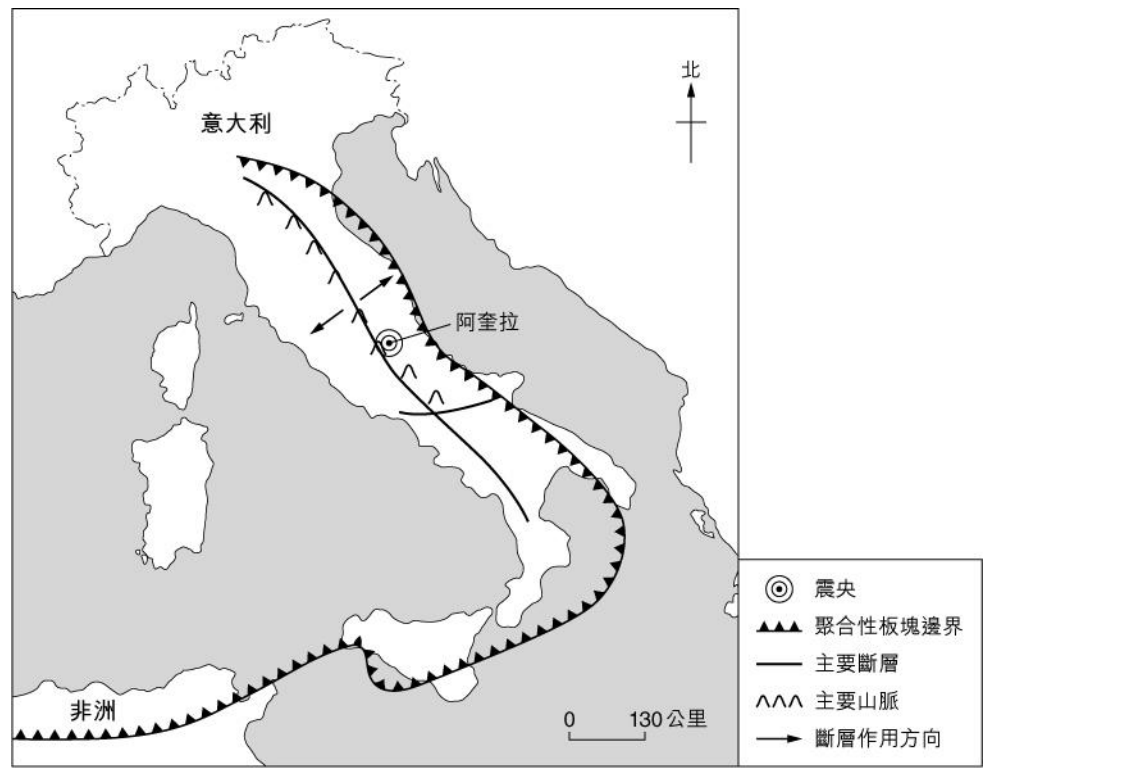 北
意大利
阿奎拉
非洲
0 130公里
震央
聚合性板塊邊界
主要斷層
主要山脈
斷層作用方向